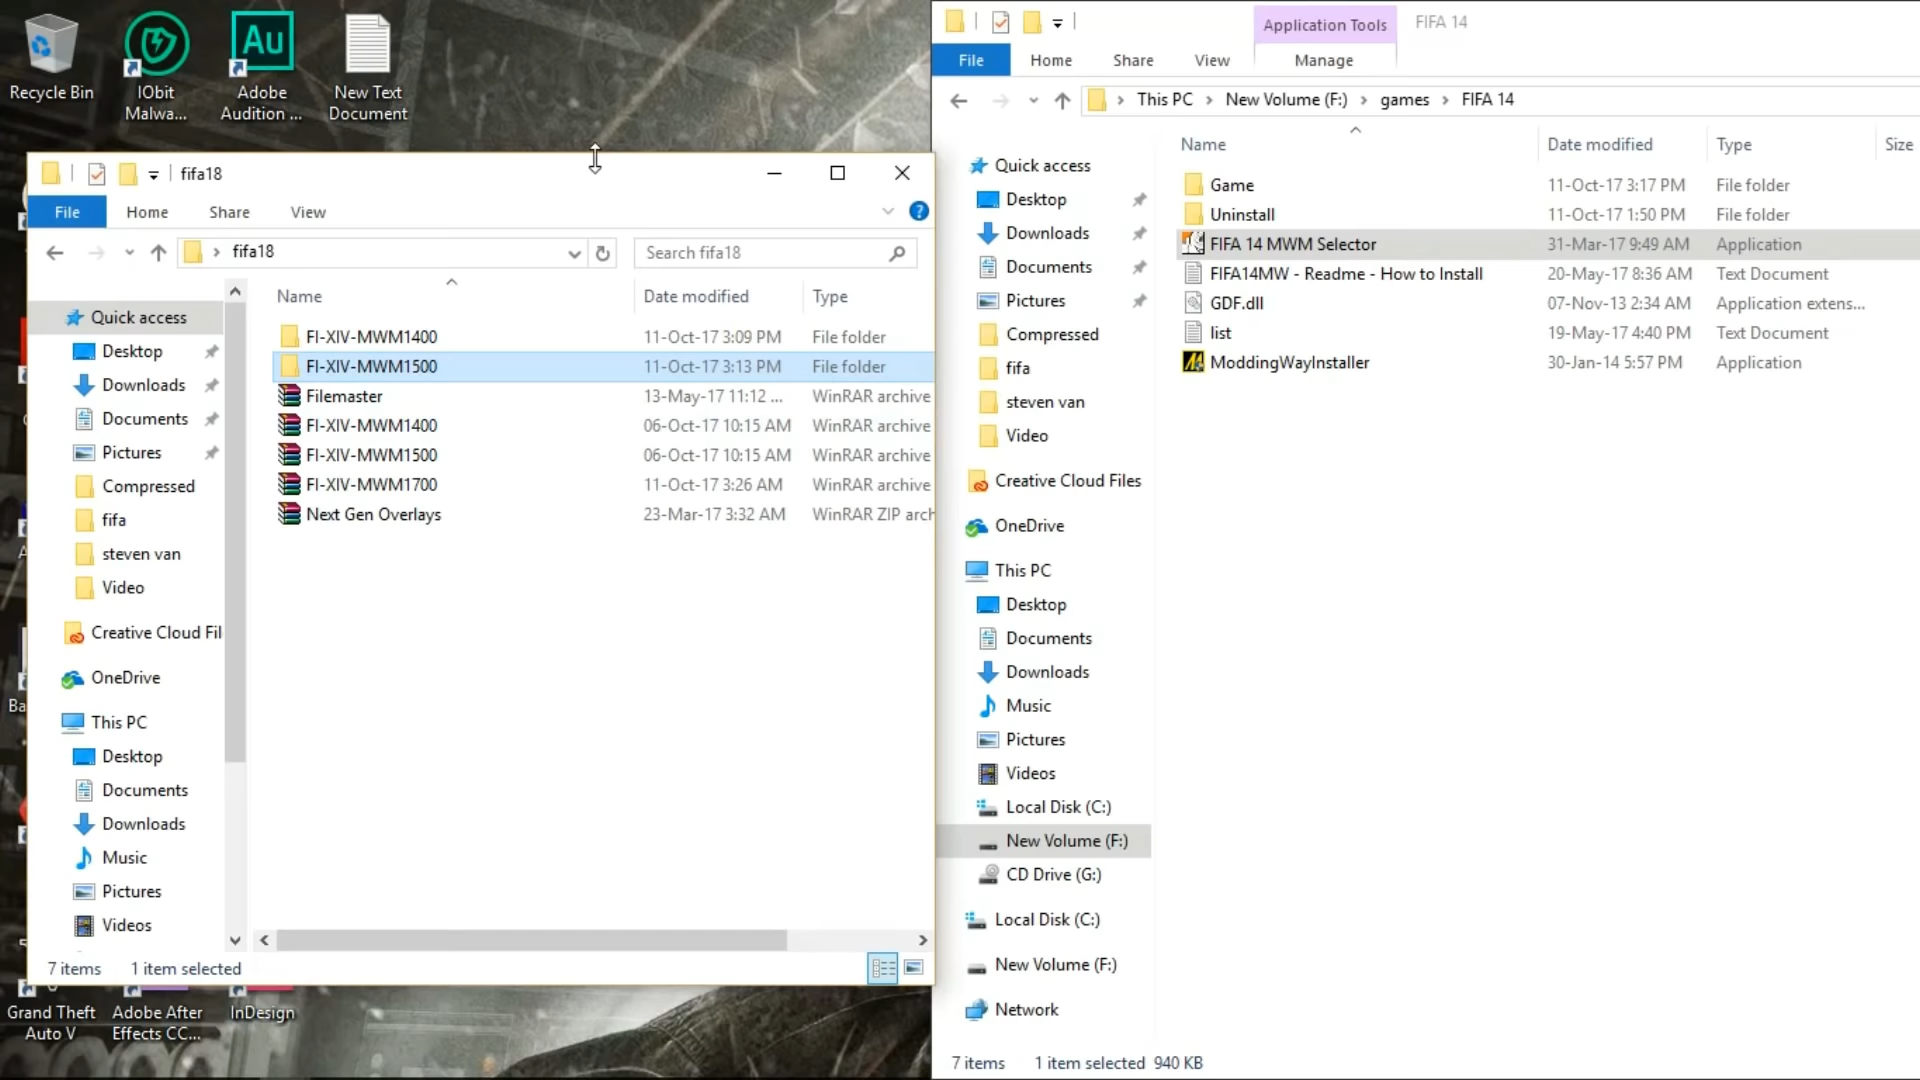 Recycle Bin
IObit
Malwa...
Au
Adobe
Audition ...
New Text
Document
fifa18
File
Home
Share
View
fifa18
Search fifa18
Name
Date modified
Type
Quick access
Desktop
Downloads
Documents
Pictures
Compressed
fifa
steven van
Video
Creative Cloud Fil
OneDrive
This PC
Desktop
Documents
Downloads
Music
Pictures
Videos
FI-XIV-MWM1400 11-Oct-17 3:09 PM File folder
FI-XIV-MWM1500 11-Oct-17 3:13 PM File folder
Filemaster 13-May-17 11:12 ... WinRAR archive
FI-XIV-MWM1400 06-Oct-17 10:15 AM WinRAR archive
FI-XIV-MWM1500 06-Oct-17 10:15 AM WinRAR archive
FI-XIV-MWM1700 11-Oct-17 3:26 AM WinRAR archive
Next Gen Overlays 23-Mar-17 3:32 AM WinRAR ZIP arch
7 items 1 item selected
Ba
Grand Theft
Auto V
Adobe After
Effects CC...
InDesign
Application Tools
FIFA 14
File
Home
Share
View
Manage
This PC
New Volume (F:)
games
FIFA 14
Name
Date modified
Type
Size
Quick access
Desktop
Downloads
Documents
Pictures
Compressed
fifa
steven van
Video
Creative Cloud Files
OneDrive
This PC
Desktop
Documents
Downloads
Music
Pictures
Videos
Local Disk (C:)
New Volume (F:)
CD Drive (G:)
Local Disk (C:)
New Volume (F:)
Network
Game 11-Oct-17 3:17 PM File folder
Uninstall 11-Oct-17 1:50 PM File folder
FIFA 14 MWM Selector 31-Mar-17 9:49 AM Application
FIFA14MW - Readme - How to Install 20-May-17 8:36 AM Text Document
GDF.dll 07-Nov-13 2:34 AM Application extens...
list 19-May-17 4:40 PM Text Document
ModdingWayInstaller 30-Jan-14 5:57 PM Application
7 items 1 item selected 940 KB